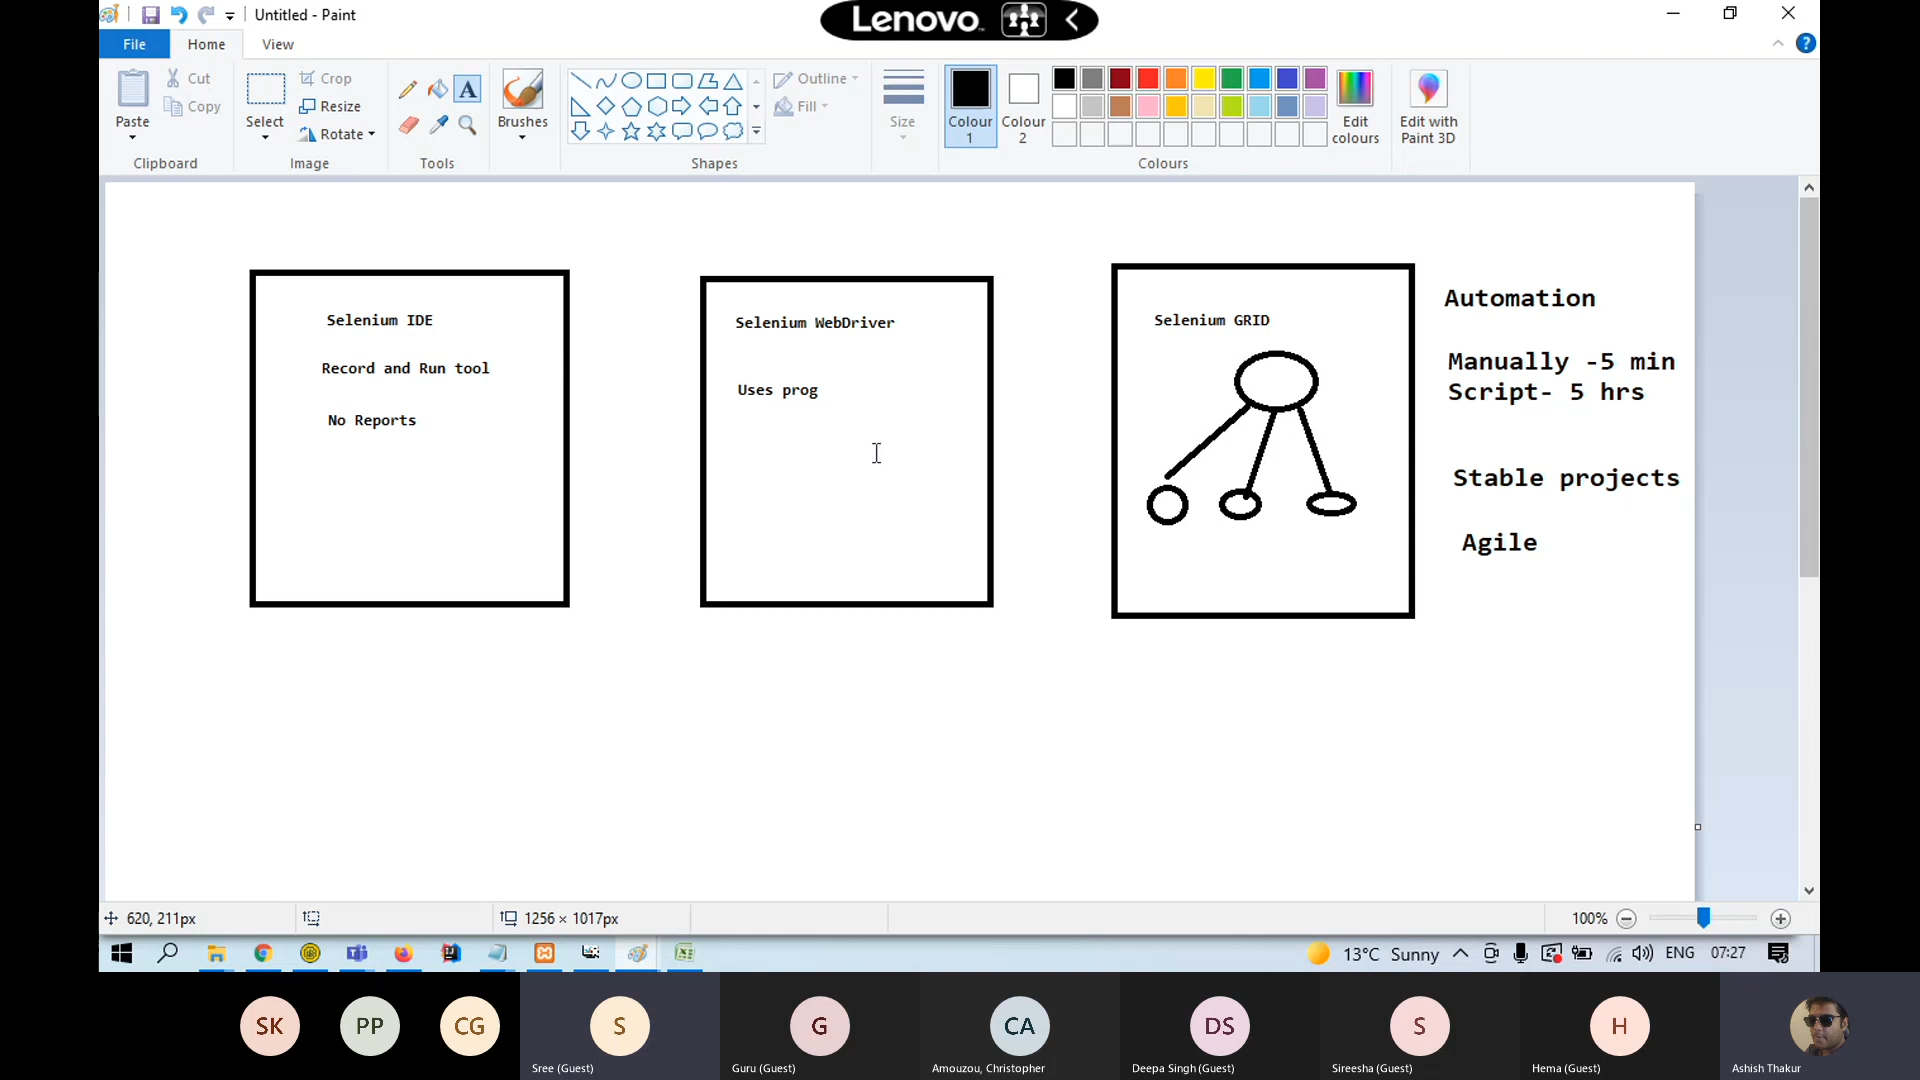 Untitled - Paint
Lenovo
File
Home
View
Paste
Cut
Copy
Clipboard
Select
Crop
Resize
Rotate
Image
A
Tools
Brushes
Outline
Fill
Shapes
Size
Colour 1
Colour 2
Edit colours
Colours
Edit with Paint 3D
?
Selenium IDE
Record and Run tool
No Reports
Selenium WebDriver
Uses prog
Selenium GRID
Automation
Manually -5 min
Script- 5 hrs
Stable projects
Agile
620, 211px
1256 × 1017px
100%
13°C Sunny
ENG
07:27
SK
PP
CG
S
Sree (Guest)
G
Guru (Guest)
CA
Amouzou, Christopher
DS
Deepa Singh (Guest)
S
Sireesha (Guest)
H
Hema (Guest)
Ashish Thakur